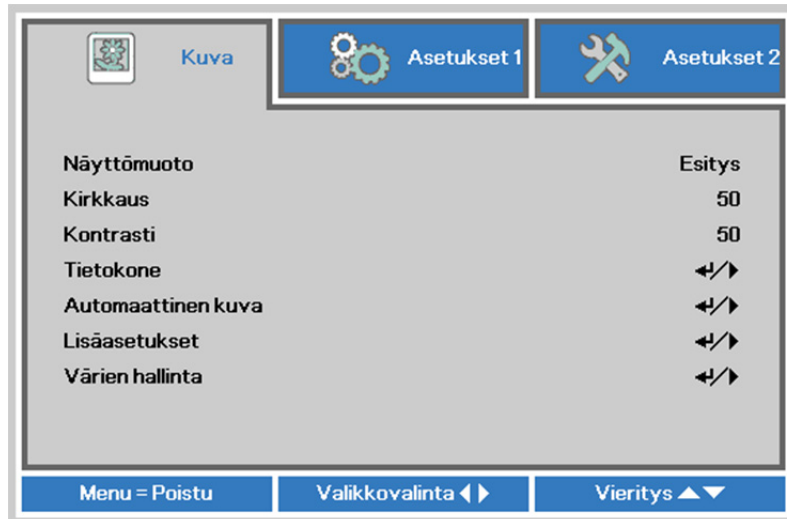 Kuva Asetukset 1 Asetukset 2
Näyttömuoto Esitys
Kirkkaus 50
Kontrasti 50
Tietokone
Automaattinen kuva
Lisäasetukset
Värien hallinta
Menu = Poistu Valikkovalinta Vieritys